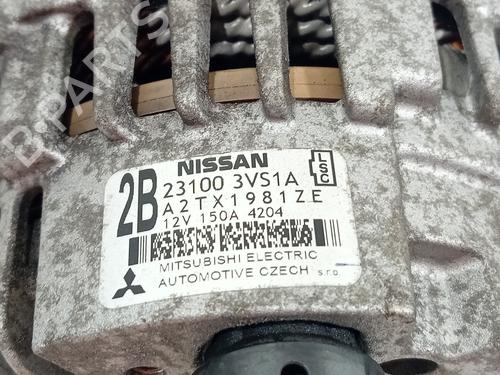 NISSAN
2B
23100 3VS1A
A2TX1981ZE
12V 150A 4204
LSC
MITSUBISHI ELECTRIC
AUTOMOTIVE CZECH s.r.o.
B-PARTS